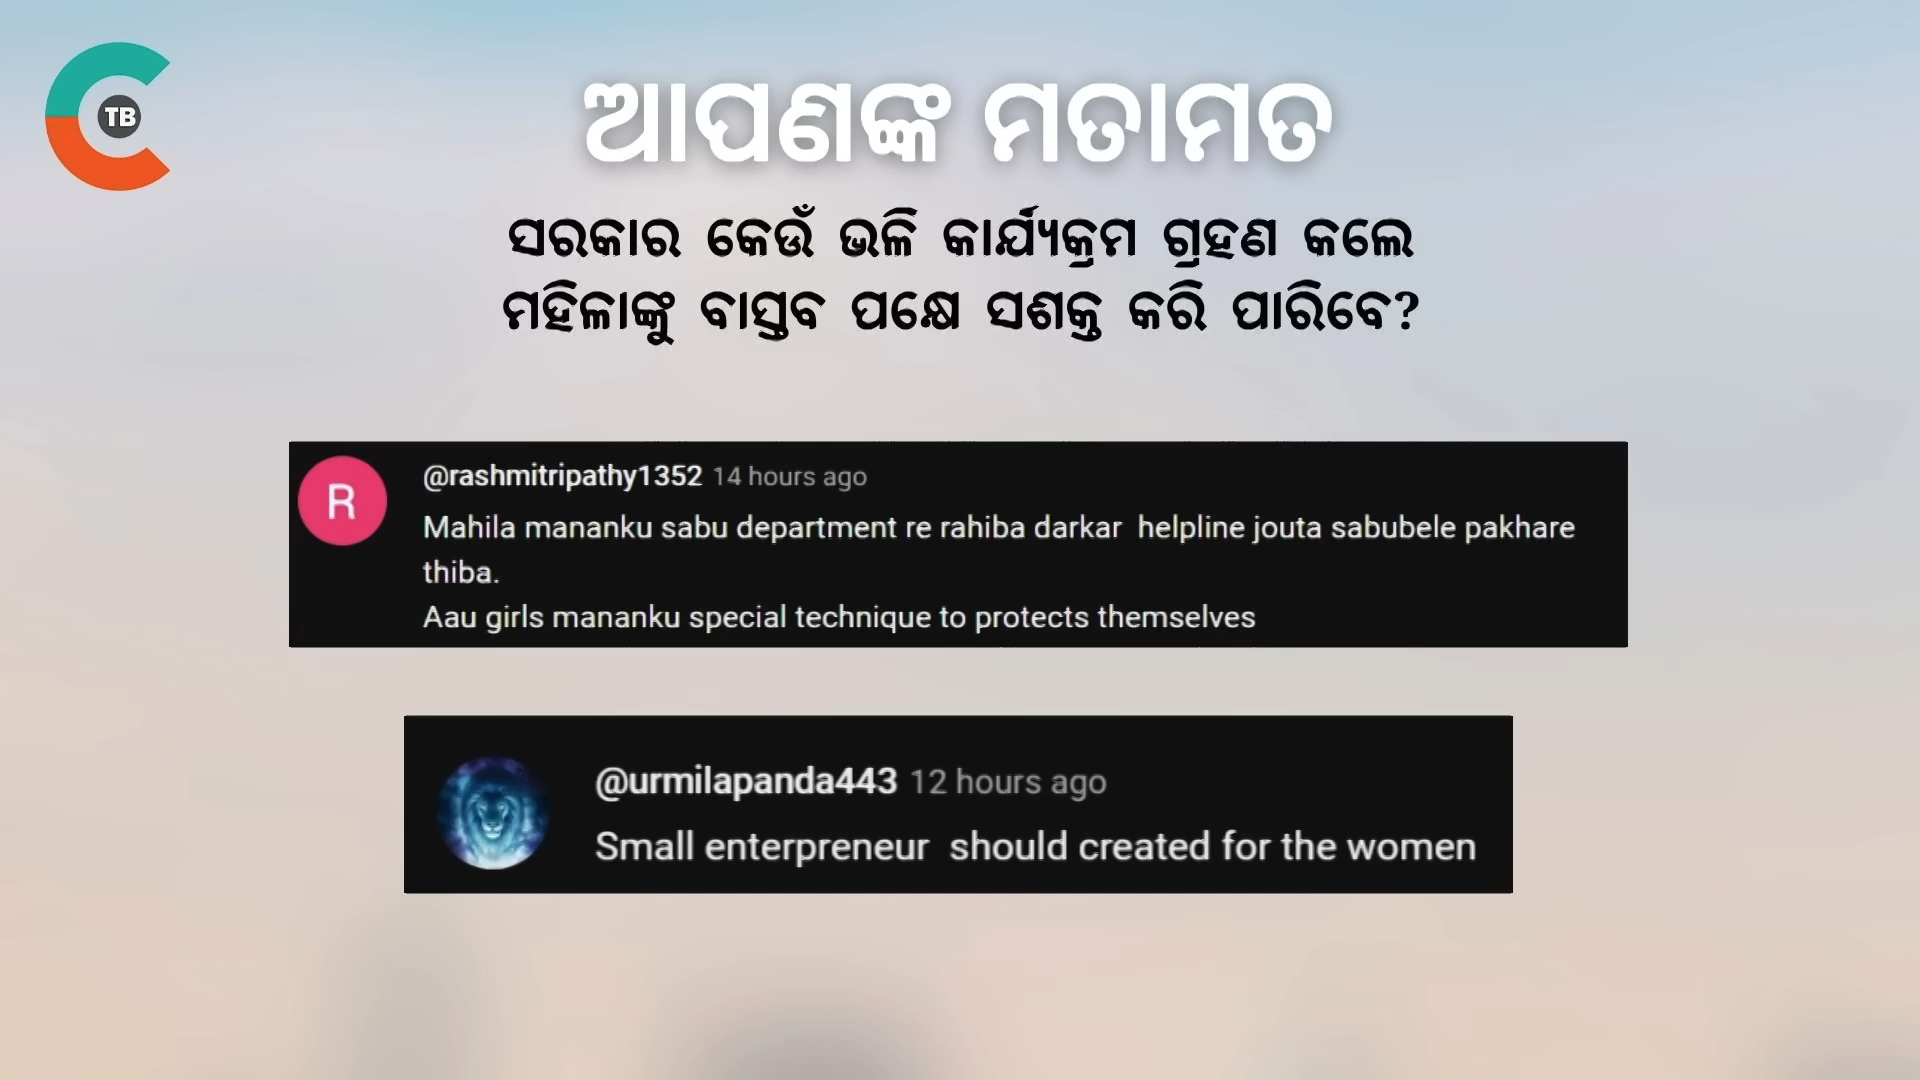 TB
ଆପଣଙ୍କ ମତାମତ
ସରକାର କେଉଁ ଭଳି କାର୍ଯ୍ୟକ୍ରମ ଗ୍ରହଣ କଲେ
ମହିଳାଙ୍କୁ ବାସ୍ତବ ପକ୍ଷେ ସଶକ୍ତ କରି ପାରିବେ?
R
@rashmitripathy1352 14 hours ago
Mahila mananku sabu department re rahiba darkar helpline jouta sabubele pakhare
thiba.
Aau girls mananku special technique to protects themselves
@urmilapanda443 12 hours ago
Small enterpreneur should created for the women